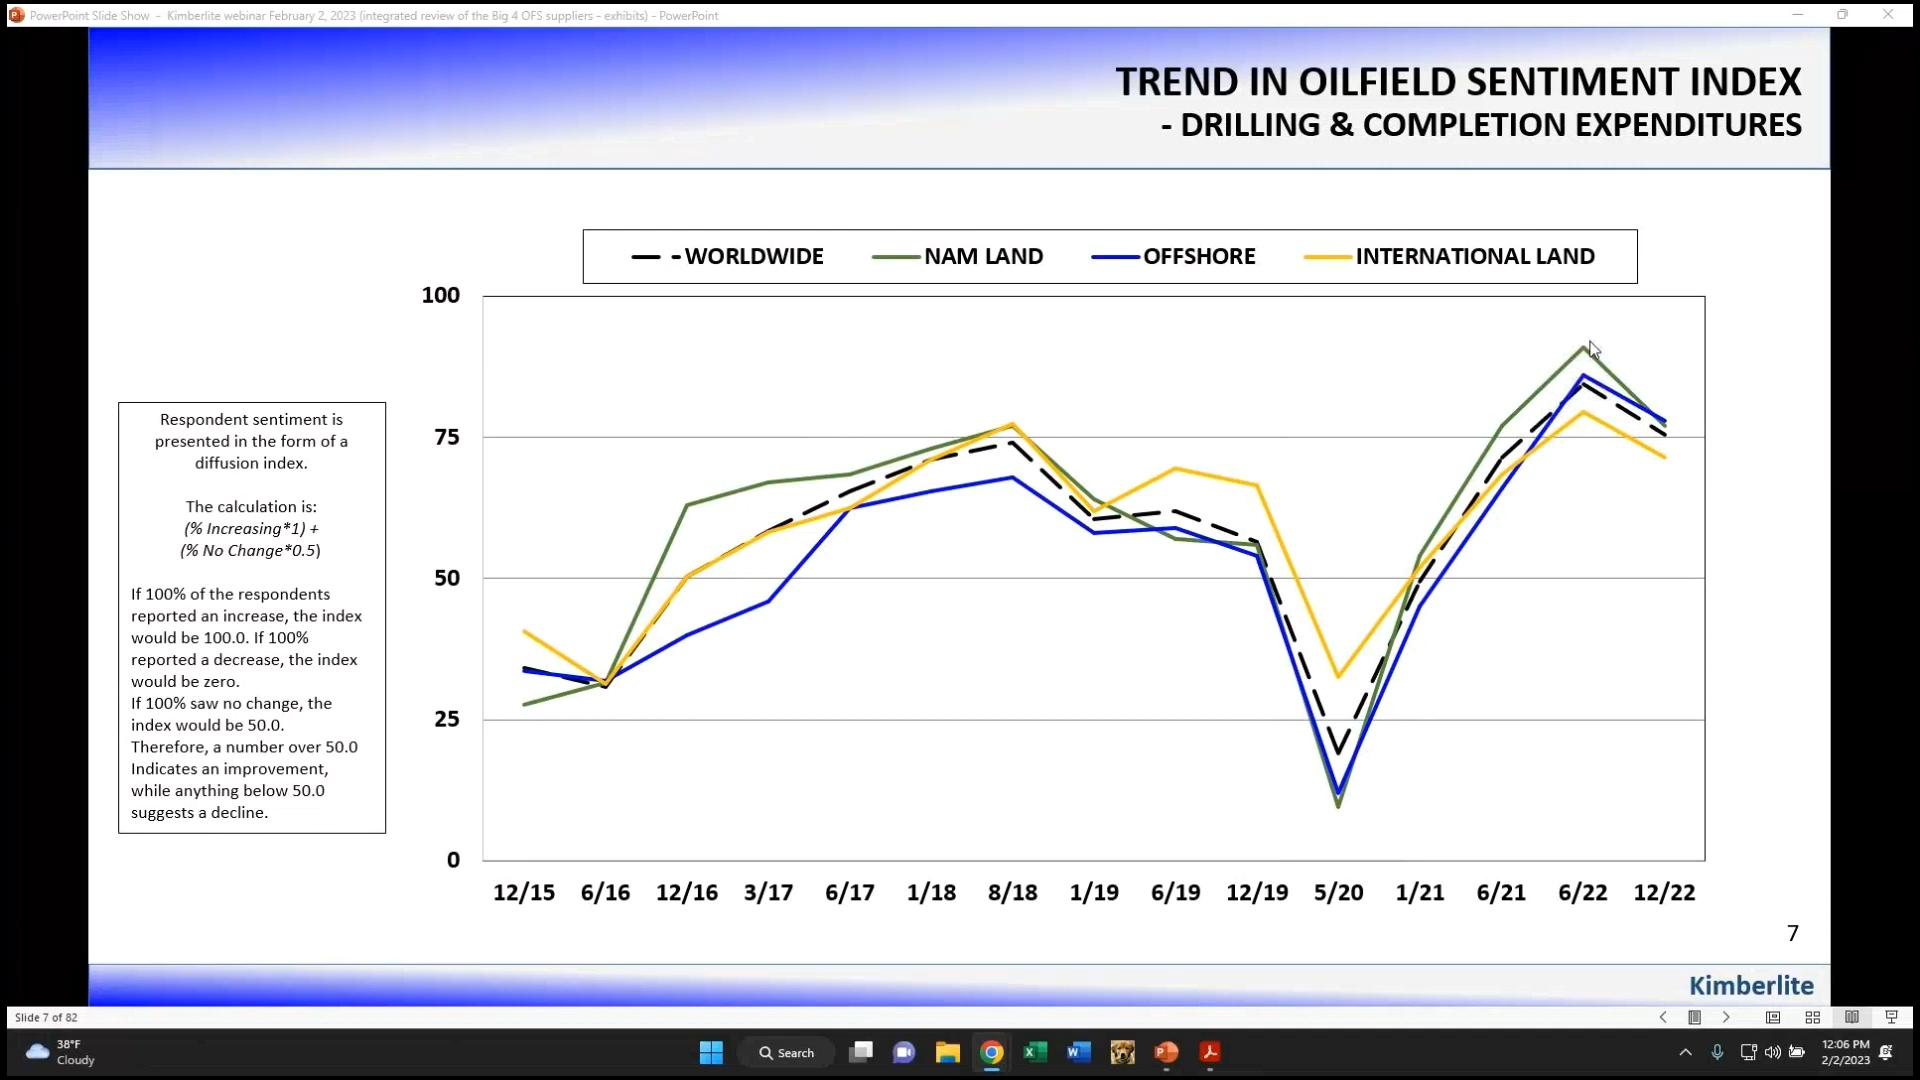 PowerPoint Slide Show - Kimberlite webinar February 2, 2023 (integrated review of the Big 4 OFS suppliers - exhibits) - PowerPoint
TREND IN OILFIELD SENTIMENT INDEX
- DRILLING & COMPLETION EXPENDITURES
WORLDWIDE NAM LAND OFFSHORE INTERNATIONAL LAND
100
75
50
25
0
Respondent sentiment is
presented in the form of a
diffusion index.
The calculation is:
(% Increasing*1) +
(% No Change*0.5)
If 100% of the respondents
reported an increase, the index
would be 100.0. If 100%
reported a decrease, the index
would be zero.
If 100% saw no change, the
index would be 50.0.
Therefore, a number over 50.0
Indicates an improvement,
while anything below 50.0
suggests a decline.
12/15 6/16 12/16 3/17 6/17 1/18 8/18 1/19 6/19 12/19 5/20 1/21 6/21 6/22 12/22
7
Kimberlite
Slide 7 of 82
38°F
Cloudy
Search
12:06 PM
2/2/2023